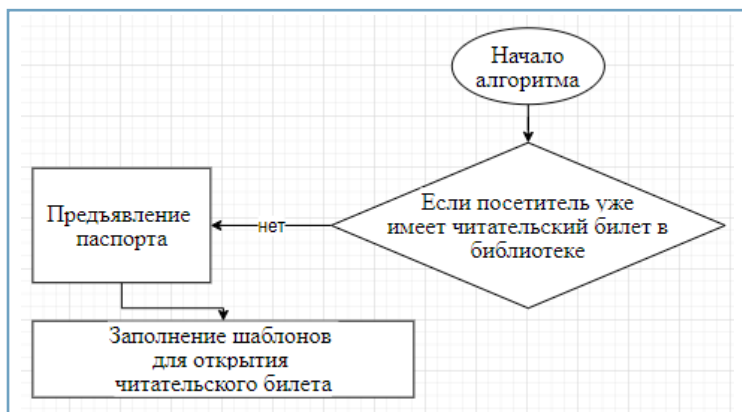 Начало
алгоритма
Если посетитель уже
имеет читательский билет в
библиотеке
нет
Предъявление
паспорта
Заполнение шаблонов
для открытия
читательского билета